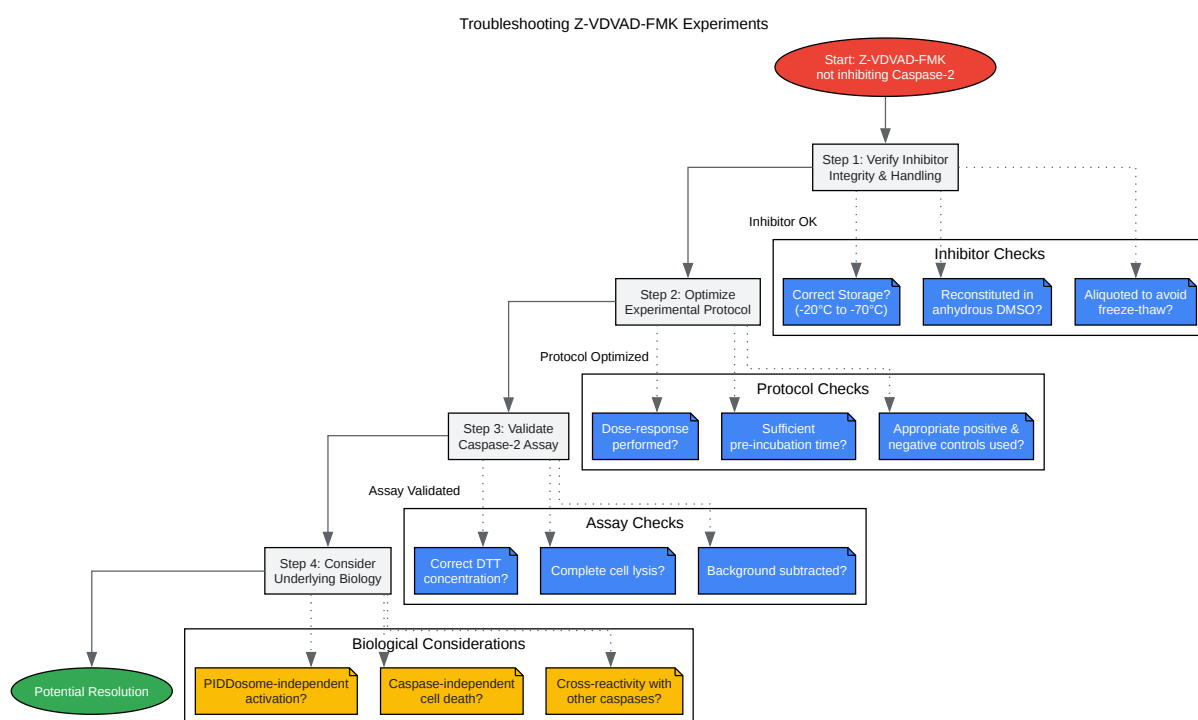 Troubleshooting Z-VDVAD-FMK Experiments
Start: Z-VDVAD-FMK
not inhibiting Caspase-2
Step 1: Verify Inhibitor
Integrity & Handling
Inhibitor OK
Inhibitor Checks
Correct Storage?
(-20°C to -70°C)
Reconstituted in
anhydrous DMSO?
Aliquoted to avoid
freeze-thaw?
Step 2: Optimize
Experimental Protocol
Protocol Optimized
Protocol Checks
Dose-response
performed?
Sufficient
pre-incubation time?
Appropriate positive &
negative controls used?
Step 3: Validate
Caspase-2 Assay
Assay Validated
Assay Checks
Correct DTT
concentration?
Complete cell lysis?
Background subtracted?
Step 4: Consider
Underlying Biology
Biological Considerations
PIDDosome-independent
activation?
Caspase-independent
cell death?
Cross-reactivity with
other caspases?
Potential Resolution